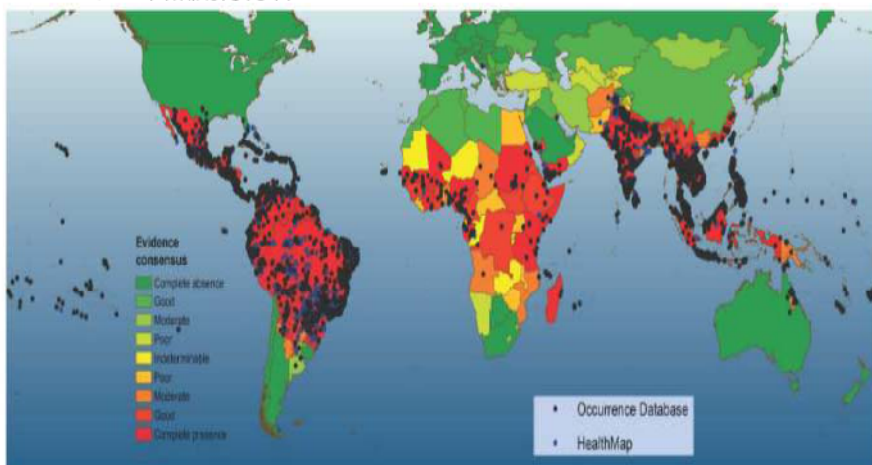 Evidence
consensus
Complete absence
Good
Moderate
Poor
Indeterminate
Poor
Moderate
Good
Complete presence
Occurrence Database
HealthMap